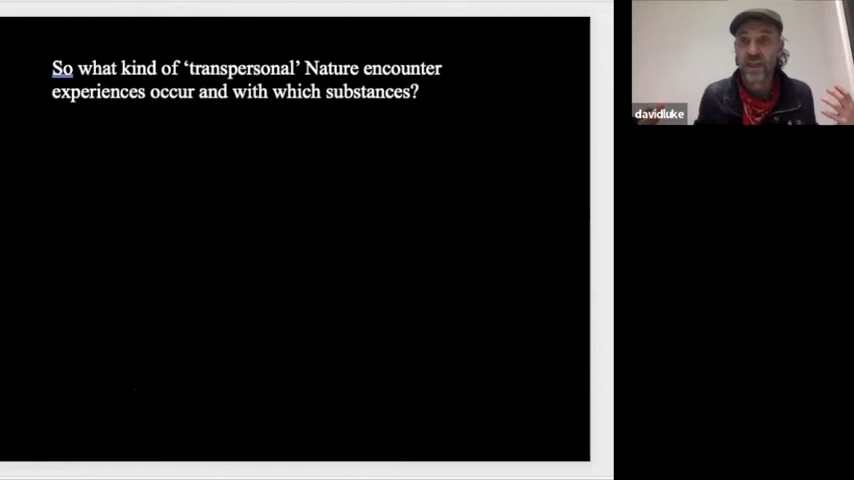 So what kind of ‘transpersonal’ Nature encounter
experiences occur and with which substances?
davidluke